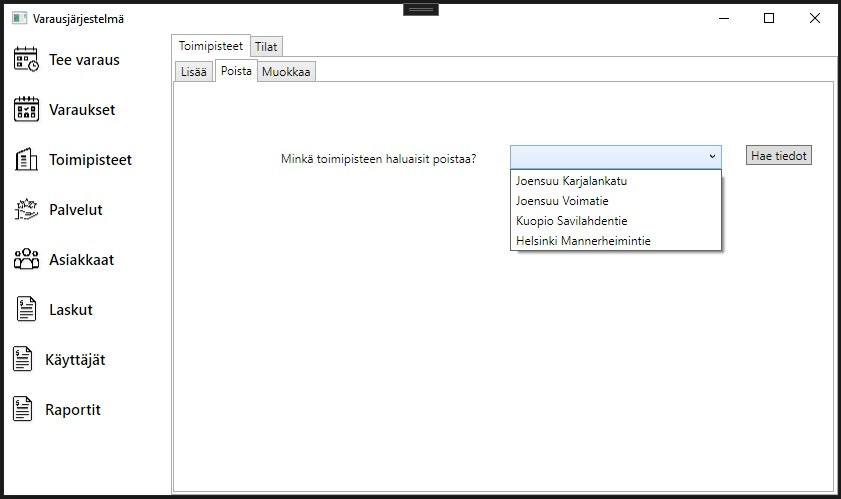 Varausjärjestelmä
Tee varaus
Varaukset
Toimipisteet
Palvelut
Asiakkaat
Laskut
Käyttäjät
Raportit
Toimipisteet Tilat
Lisää Poista Muokkaa
Minkä toimipisteen haluaisit poistaa?
Hae tiedot
Joensuu Karjalankatu
Joensuu Voimatie
Kuopio Savilahdentie
Helsinki Mannerheimintie